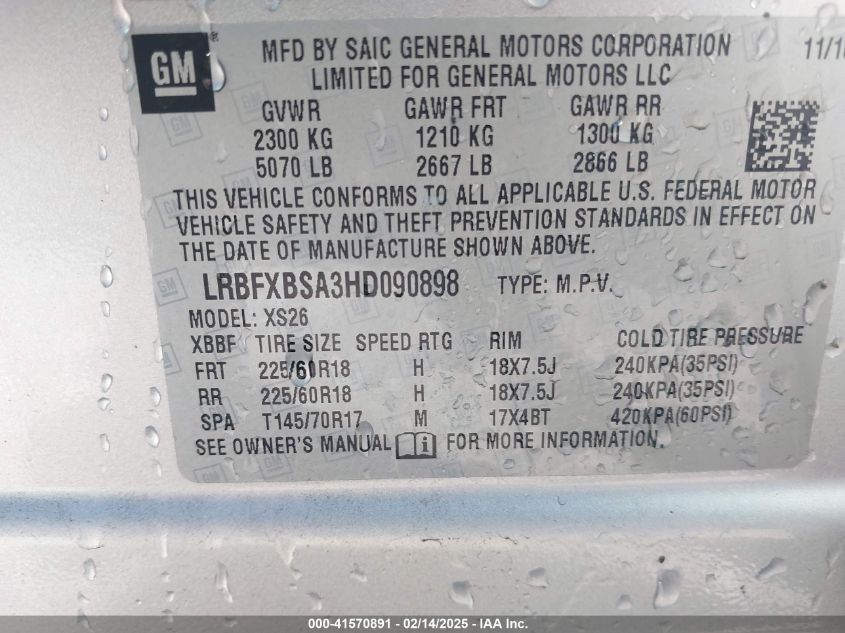 GM ®
MFD BY SAIC GENERAL MOTORS CORPORATION
LIMITED FOR GENERAL MOTORS LLC
GVWR GAWR FRT GAWR RR
2300 KG 1210 KG 1300 KG
5070 LB 2667 LB 2866 LB
THIS VEHICLE CONFORMS TO ALL APPLICABLE U.S. FEDERAL MOTOR
VEHICLE SAFETY AND THEFT PREVENTION STANDARDS IN EFFECT ON
THE DATE OF MANUFACTURE SHOWN ABOVE.
LRBFXBSA3HD090898 TYPE: M.P.V.
MODEL: XS26
XBBF TIRE SIZE SPEED RTG RIM COLD TIRE PRESSURE
FRT 225/60R18 H 18X7.5J 240KPA(35PSI)
RR 225/60R18 H 18X7.5J 240KPA(35PSI)
SPA T145/70R17 M 17X4BT 420KPA(60PSI)
SEE OWNER'S MANUAL i FOR MORE INFORMATION.
000-41570891 - 02/14/2025 - IAA Inc.